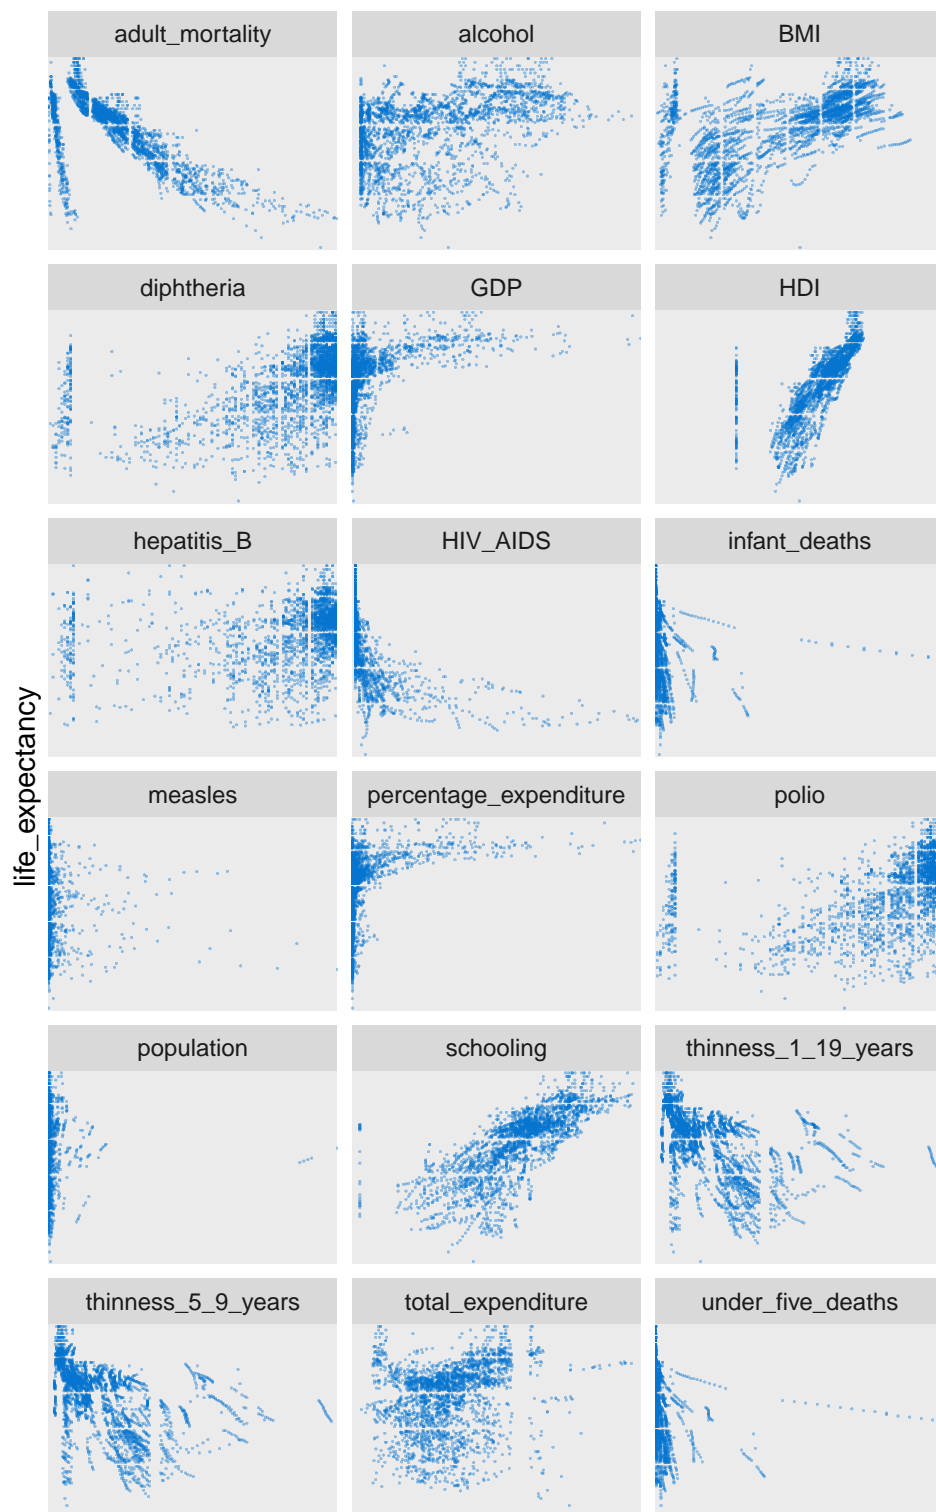 adult_mortality
alcohol
BMI
diphtheria
GDP
HDI
hepatitis_B
HIV_AIDS
infant_deaths
life_expectancy
measles
percentage_expenditure
polio
population
schooling
thinness_1_19_years
thinness_5_9_years
total_expenditure
under_five_deaths